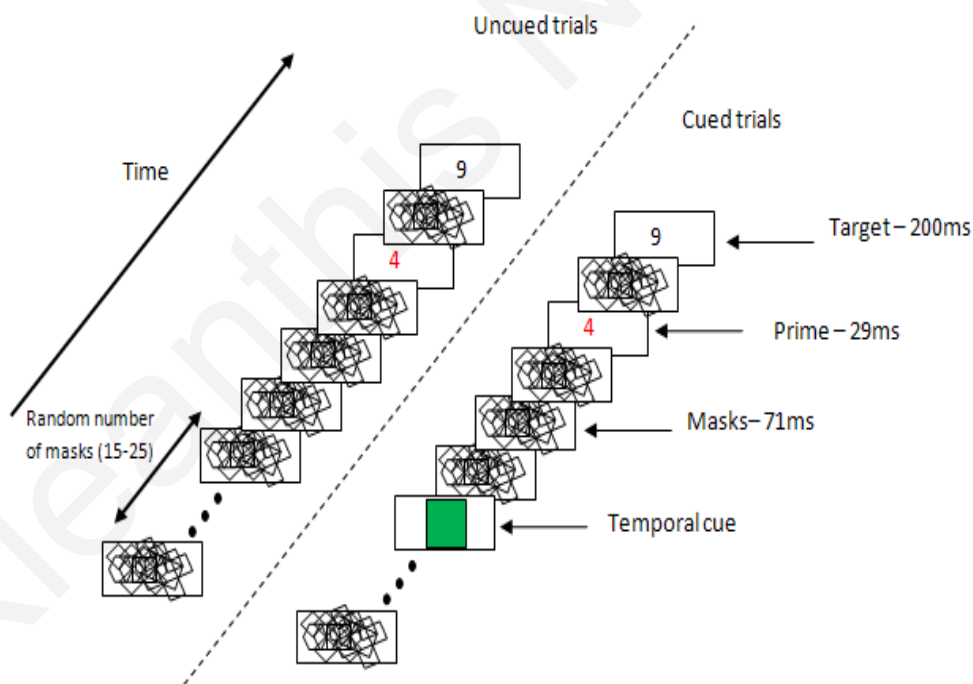 Uncued trials
Cued trials
Time
9
4
Random number
of masks (15-25)
9
4
Target – 200ms
Prime – 29ms
Masks– 71ms
Temporal cue
Kleanthis N